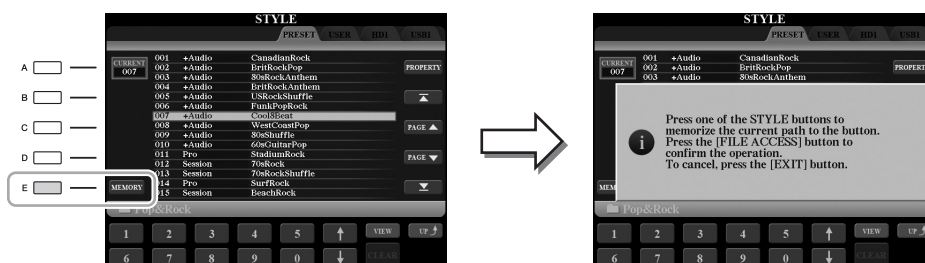 STYLE
PRESET USER HD1 USB1
A
B
C
D
E
CURRENT
007
001 +Audio CanadianRock
002 +Audio BritRockPop
003 +Audio 80sRockAnthem
004 +Audio BritRockAnthem
005 +Audio USRockShuffle
006 +Audio FunkPopRock
007 +Audio Cool8Beat
008 +Audio WestCoastPop
009 +Audio 80sShuffle
010 +Audio 60sGuitarPop
011 Pro StadiumRock
012 Session 70sRock
013 Session 70sRockShuffle
014 Pro SurfRock
015 Session BeachRock
PROPERTY
PAGE
PAGE
MEMORY
Pop&Rock
1 2 3 4 5 VIEW UP
6 7 8 9 0 CLEAR
STYLE
PRESET USER HD1 USB1
CURRENT
007
001 +Audio CanadianRock
002 +Audio BritRockPop
003 +Audio 80sRockAnthem
PROPERT
Press one of the STYLE buttons to
memorize the current path to the button.
Press the [FILE ACCESS] button to
confirm the operation.
To cancel, press the [EXIT] button.
MEM
Pop&Rock
1 2 3 4 5 VIEW UP
6 7 8 9 0 CLEAR